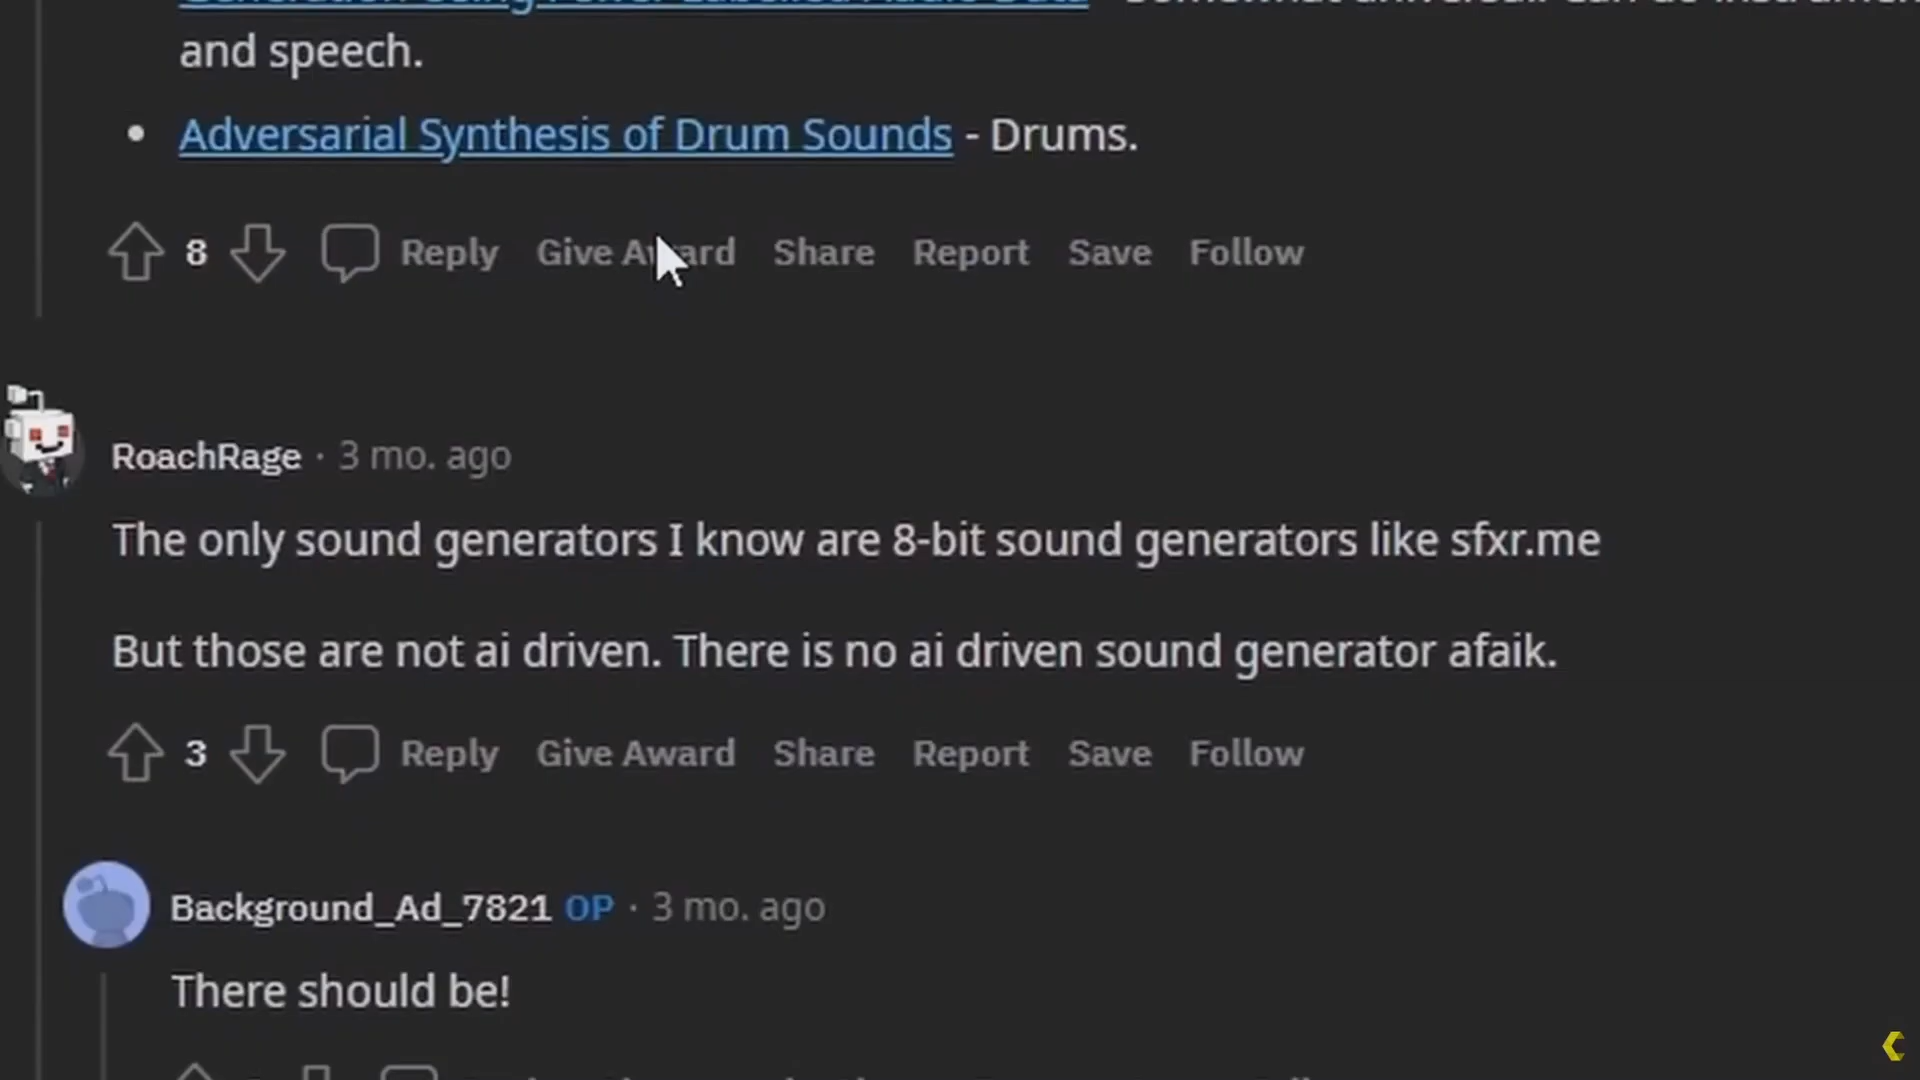 and speech.
Adversarial Synthesis of Drum Sounds - Drums.
8 Reply Give Award Share Report Save Follow
RoachRage · 3 mo. ago
The only sound generators I know are 8-bit sound generators like sfxr.me
But those are not ai driven. There is no ai driven sound generator afaik.
3 Reply Give Award Share Report Save Follow
Background_Ad_7821 OP · 3 mo. ago
There should be!